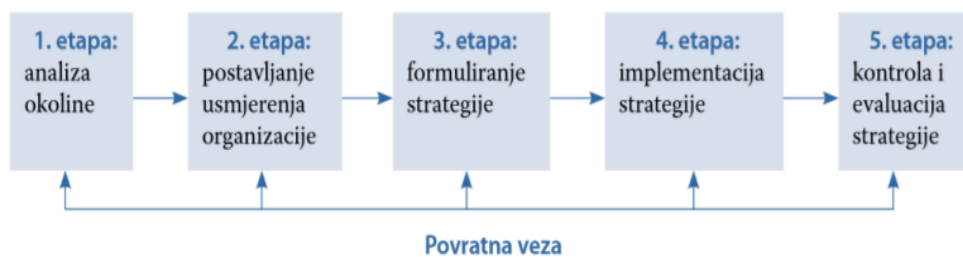 1. etapa:
analiza
okoline
2. etapa:
postavljanje
usmjerenja
organizacije
3. etapa:
formuliranje
strategije
4. etapa:
implementacija
strategije
5. etapa:
kontrola i
evaluacija
strategije
Povratna veza